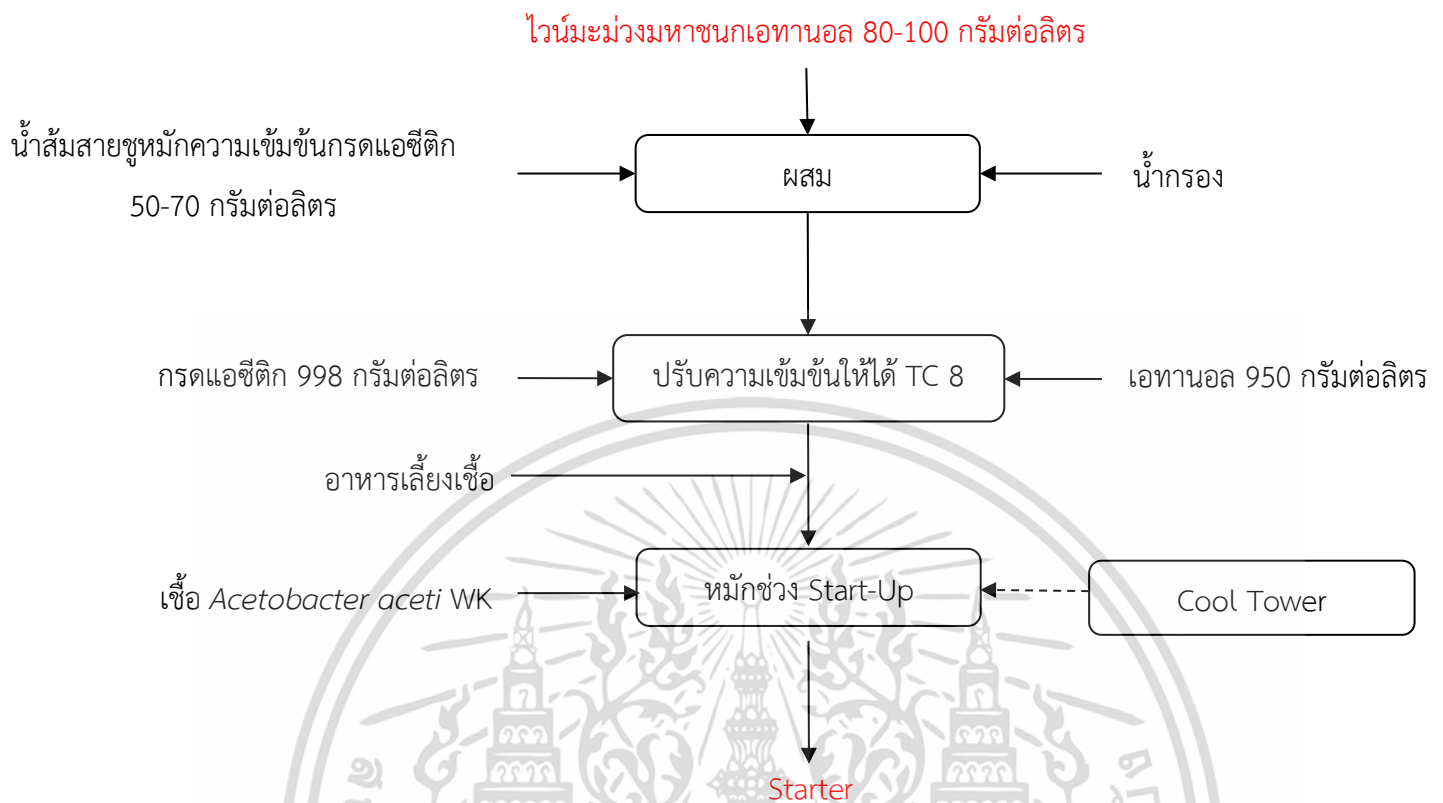 ไวน์มะม่วงมหาชนกเอทานอล 80-100 กรัมต่อลิตร
น้ำส้มสายชูหมักความเข้มข้นกรดแอซีติก
50-70 กรัมต่อลิตร
ผสม
น้ำกรอง
กรดแอซีติก 998 กรัมต่อลิตร
ปรับความเข้มข้นให้ได้ TC 8
เอทานอล 950 กรัมต่อลิตร
อาหารเลี้ยงเชื้อ
เชื้อ Acetobacter aceti WK
หมักช่วง Start-Up
Cool Tower
Starter